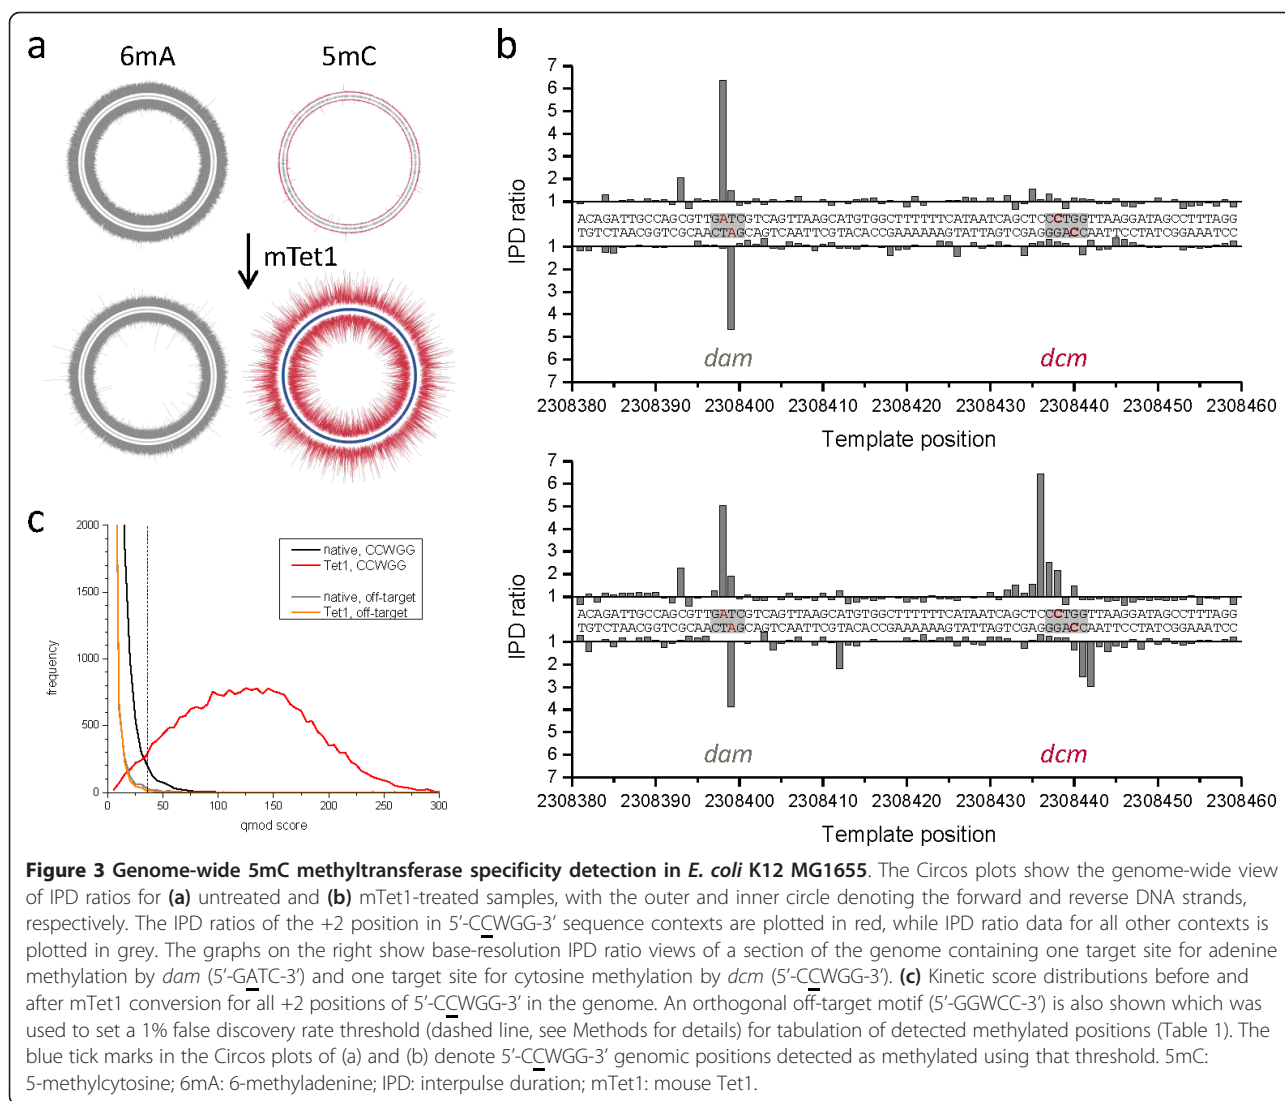 a
6mA
5mC
mTet1
b
7
6
5
4
3
2
1
IPD ratio
ACAGATTGCCAGCGTTGATCGTCAGTTAAGCATGTGGCTTTTTTCATAATCAGCTCCCTGGTTAAGGATAGCCTTTAGG
TGTCTAACGGTCGCAACTAGCAGTCAATTCGTACACCGAAAAAAGTATTAGTCGAGGGACCAATTCCTATCGGAAATCC
1
2
3
4
5
6
7
dam
dcm
2308380 2308390 2308400 2308410 2308420 2308430 2308440 2308450 2308460
Template position
7
6
5
4
3
2
1
IPD ratio
ACAGATTGCCAGCGTTGATCGTCAGTTAAGCATGTGGCTTTTTTCATAATCAGCTCCCTGGTTAAGGATAGCCTTTAGG
TGTCTAACGGTCGCAACTAGCAGTCAATTCGTACACCGAAAAAAGTATTAGTCGAGGGACCAATTCCTATCGGAAATCC
1
2
3
4
5
6
7
dam
dcm
2308380 2308390 2308400 2308410 2308420 2308430 2308440 2308450 2308460
Template position
c
2000
1500
1000
500
0
frequency
native, CCWGG
Tet1, CCWGG
native, off-target
Tet1, off-target
0 50 100 150 200 250 300
qmod score
Figure 3 Genome-wide 5mC methyltransferase specificity detection in E. coli K12 MG1655. The Circos plots show the genome-wide view
of IPD ratios for (a) untreated and (b) mTet1-treated samples, with the outer and inner circle denoting the forward and reverse DNA strands,
respectively. The IPD ratios of the +2 position in 5’-CCWGG-3’ sequence contexts are plotted in red, while IPD ratio data for all other contexts is
plotted in grey. The graphs on the right show base-resolution IPD ratio views of a section of the genome containing one target site for adenine
methylation by dam (5’-GATC-3’) and one target site for cytosine methylation by dcm (5’-CCWGG-3’). (c) Kinetic score distributions before and
after mTet1 conversion for all +2 positions of 5’-CCWGG-3’ in the genome. An orthogonal off-target motif (5’-GGWCC-3’) is also shown which was
used to set a 1% false discovery rate threshold (dashed line, see Methods for details) for tabulation of detected methylated positions (Table 1). The
blue tick marks in the Circos plots of (a) and (b) denote 5’-CCWGG-3’ genomic positions detected as methylated using that threshold. 5mC:
5-methylcytosine; 6mA: 6-methyladenine; IPD: interpulse duration; mTet1: mouse Tet1.